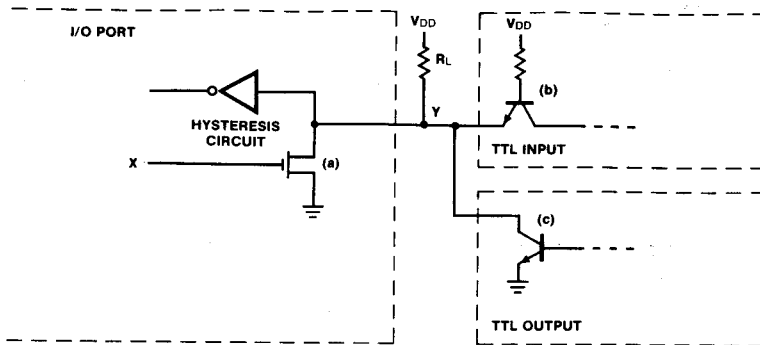 I/O PORT
HYSTERESIS
CIRCUIT
X
(a)
VDD
RL
Y
VDD
(b)
TTL INPUT
(c)
TTL OUTPUT